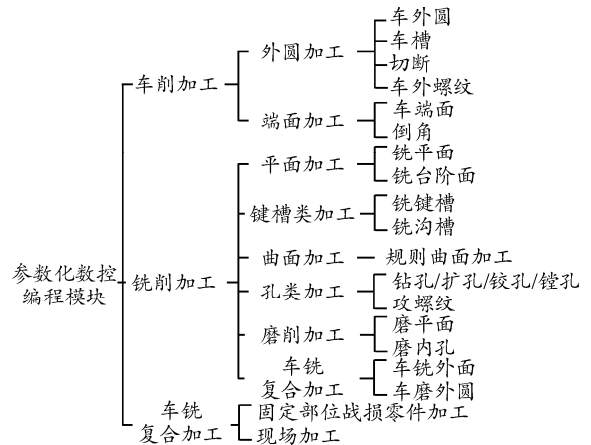 车外圆
外圆加工
车槽
切断
车削加工
车外螺纹
端面加工
车端面
倒角
平面加工
铣平面
铣台阶面
键槽类加工
铣键槽
铣沟槽
曲面加工
规则曲面加工
参数化数控
编程模块
铣削加工
孔类加工
钻孔/扩孔/铰孔/镗孔
攻螺纹
磨削加工
磨平面
磨内孔
车铣
复合加工
车铣外面
车磨外圆
车铣
复合加工
固定部位战损零件加工
现场加工